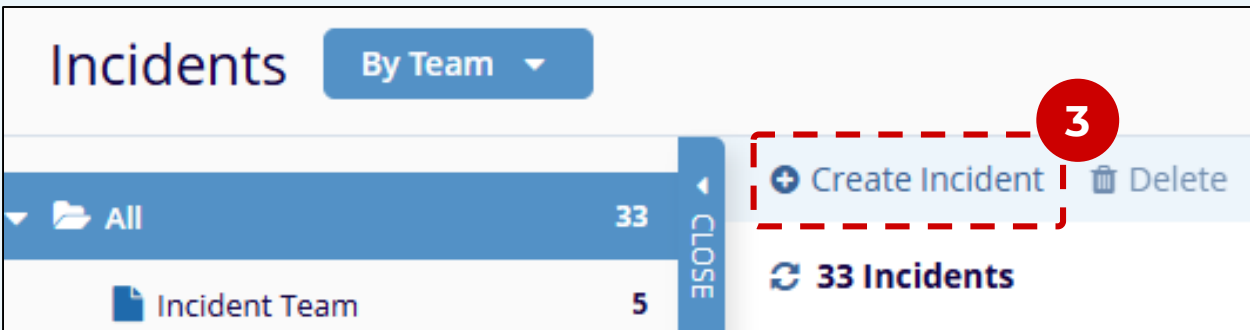 Incidents
By Team
3
Create Incident
Delete
All
33
CLOSE
33 Incidents
Incident Team
5